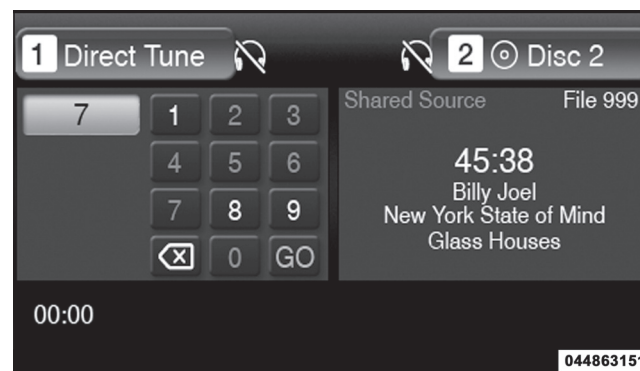 1 Direct Tune
2 Disc 2
7
1 2 3
4 5 6
7 8 9
0 GO
Shared Source File 999
45:38
Billy Joel
New York State of Mind
Glass Houses
00:00
044863151